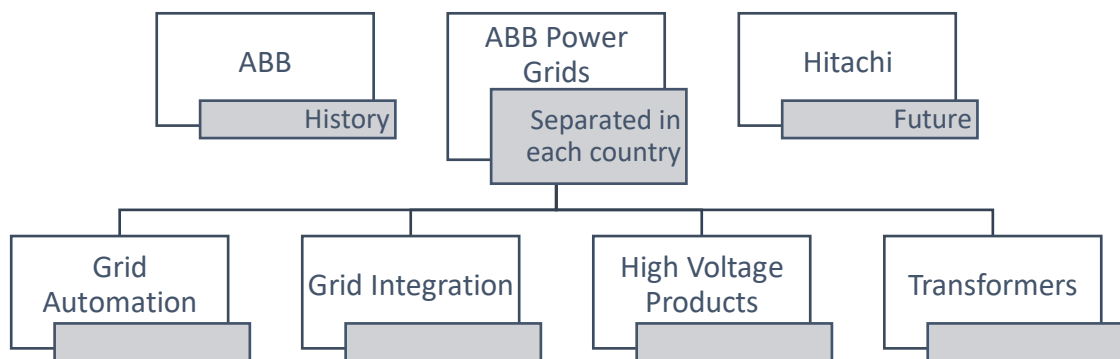 ABB
History
ABB Power
Grids
Separated in
each country
Hitachi
Future
Grid
Automation
Grid Integration
High Voltage
Products
Transformers